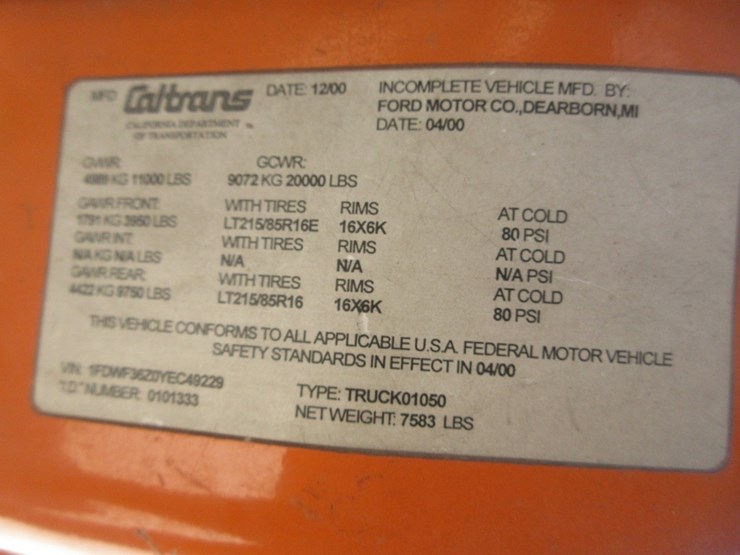 MFD Caltrans DATE: 12/00 INCOMPLETE VEHICLE MFD. BY:
CALIFORNIA DEPARTMENT OF TRANSPORTATION
FORD MOTOR CO.,DEARBORN,MI
DATE: 04/00
GVWR: GCWR:
4989 KG 11000 LBS 9072 KG 20000 LBS
GAWR FRONT: WITH TIRES RIMS AT COLD
1791 KG 3950 LBS LT215/85R16E 16X6K 80 PSI
GAWR INT: WITH TIRES RIMS AT COLD
N/A KG N/A LBS N/A N/A N/A PSI
GAWR REAR: WITH TIRES RIMS AT COLD
4422 KG 9750 LBS LT215/85R16 16X6K 80 PSI
THIS VEHICLE CONFORMS TO ALL APPLICABLE U.S.A. FEDERAL MOTOR VEHICLE
SAFETY STANDARDS IN EFFECT IN 04/00
VIN: 1FDWF36Z0YEC49229 TYPE: TRUCK01050
"I.D." NUMBER: 0101333 NET WEIGHT: 7583 LBS